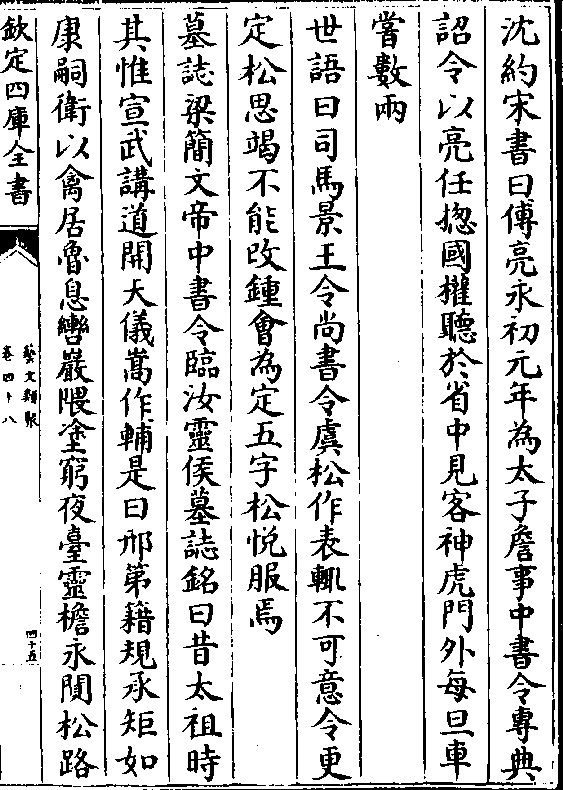 沈約宋書曰傅亮永初元年為太子詹事中書令專典
詔令以亮任揔國權聽於省中見客神虎門外每旦車
嘗數兩
世語曰司馬景王令尚書令虞松作表輒不可意令更
定松思竭不能改鍾會為定五字松悅服焉
墓誌梁簡文帝中書令臨汝靈侯墓誌銘曰昔太祖時
其惟宣武講道開天儀嵩作輔是曰邢第籍規承矩如
康嗣衛以禽居魯息轡巖隈塗窮夜臺靈檐永閴松路
欽定四庫全書
藝文類聚
卷四十八
四十五